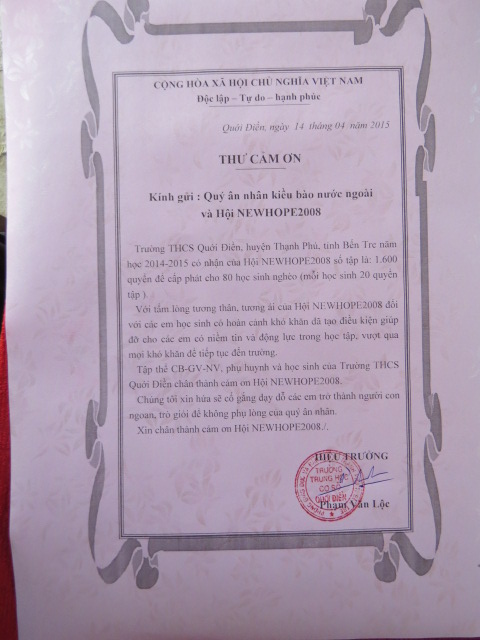 CỘNG HÒA XÃ HỘI CHỦ NGHĨA VIỆT NAM
Độc lập – Tự do – hạnh phúc
Quới Điền, ngày 14 tháng 04 năm 2015
THƯ CẢM ƠN
Kính gửi : Quý ân nhân kiều bào nước ngoài
và Hội NEWHOPE2008
Trường THCS Quới Điền, huyện Thạnh Phú, tỉnh Bến Tre năm
học 2014-2015 có nhận của Hội NEWHOPE2008 số tập là: 1.600
quyển để cấp phát cho 80 học sinh nghèo (mỗi học sinh 20 quyển
tập ).
Với tấm lòng tương thân, tương ái của Hội NEWHOPE2008 đối
với các em học sinh có hoàn cảnh khó khăn đã tạo điều kiện giúp
đỡ cho các em có niềm tin và động lực trong học tập, vượt qua
mọi khó khăn để tiếp tục đến trường.
Tập thể CB-GV-NV, phụ huynh và học sinh của Trường THCS
Quới Điền chân thành cảm ơn Hội NEWHOPE2008.
Chúng tôi xin hứa sẽ cố gắng dạy dỗ các em trở thành người con
ngoan, trò giỏi để không phụ lòng của quý ân nhân.
Xin chân thành cảm ơn Hội NEWHOPE2008./.
HIỆU TRƯỞNG
TRƯỜNG
TRUNG HỌC
CƠ SỞ
QUỚI ĐIỀN
Phạm Văn Lộc